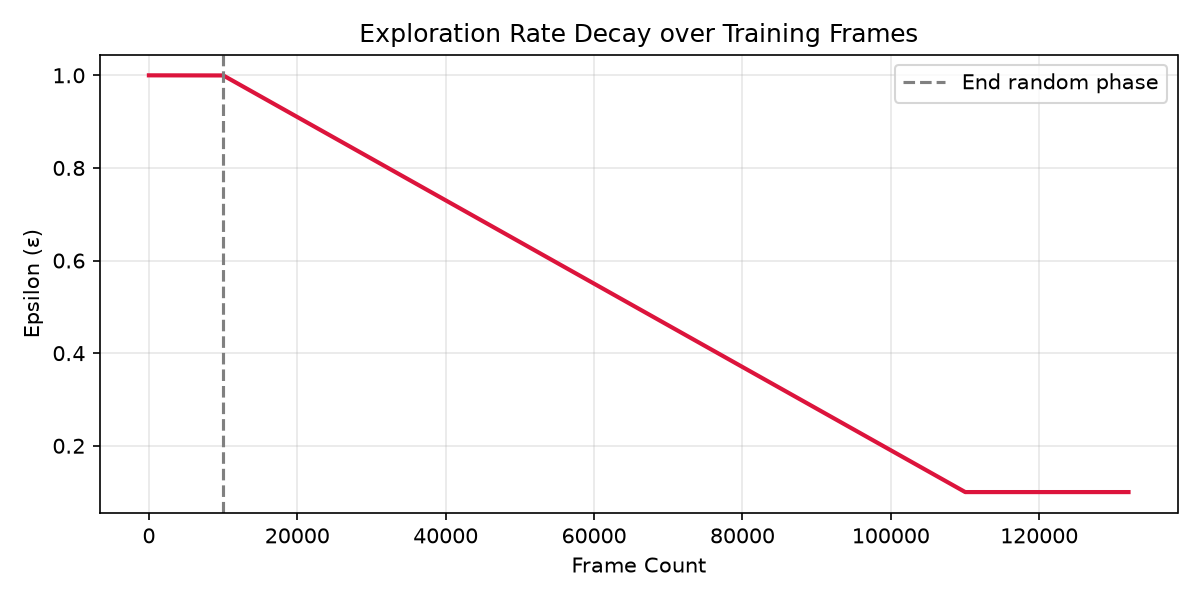 Exploration Rate Decay over Training Frames
End random phase
Epsilon (ε)
1.0
0.8
0.6
0.4
0.2
0 20000 40000 60000 80000 100000 120000
Frame Count